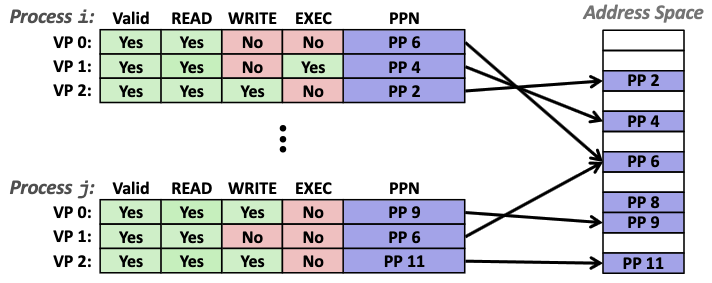 Process i: Valid READ WRITE EXEC PPN
VP 0: Yes Yes No No PP 6
VP 1: Yes Yes No Yes PP 4
VP 2: Yes Yes Yes No PP 2
Process j: Valid READ WRITE EXEC PPN
VP 0: Yes Yes Yes No PP 9
VP 1: Yes Yes No No PP 6
VP 2: Yes Yes Yes No PP 11
Address Space
PP 2
PP 4
PP 6
PP 8
PP 9
PP 11